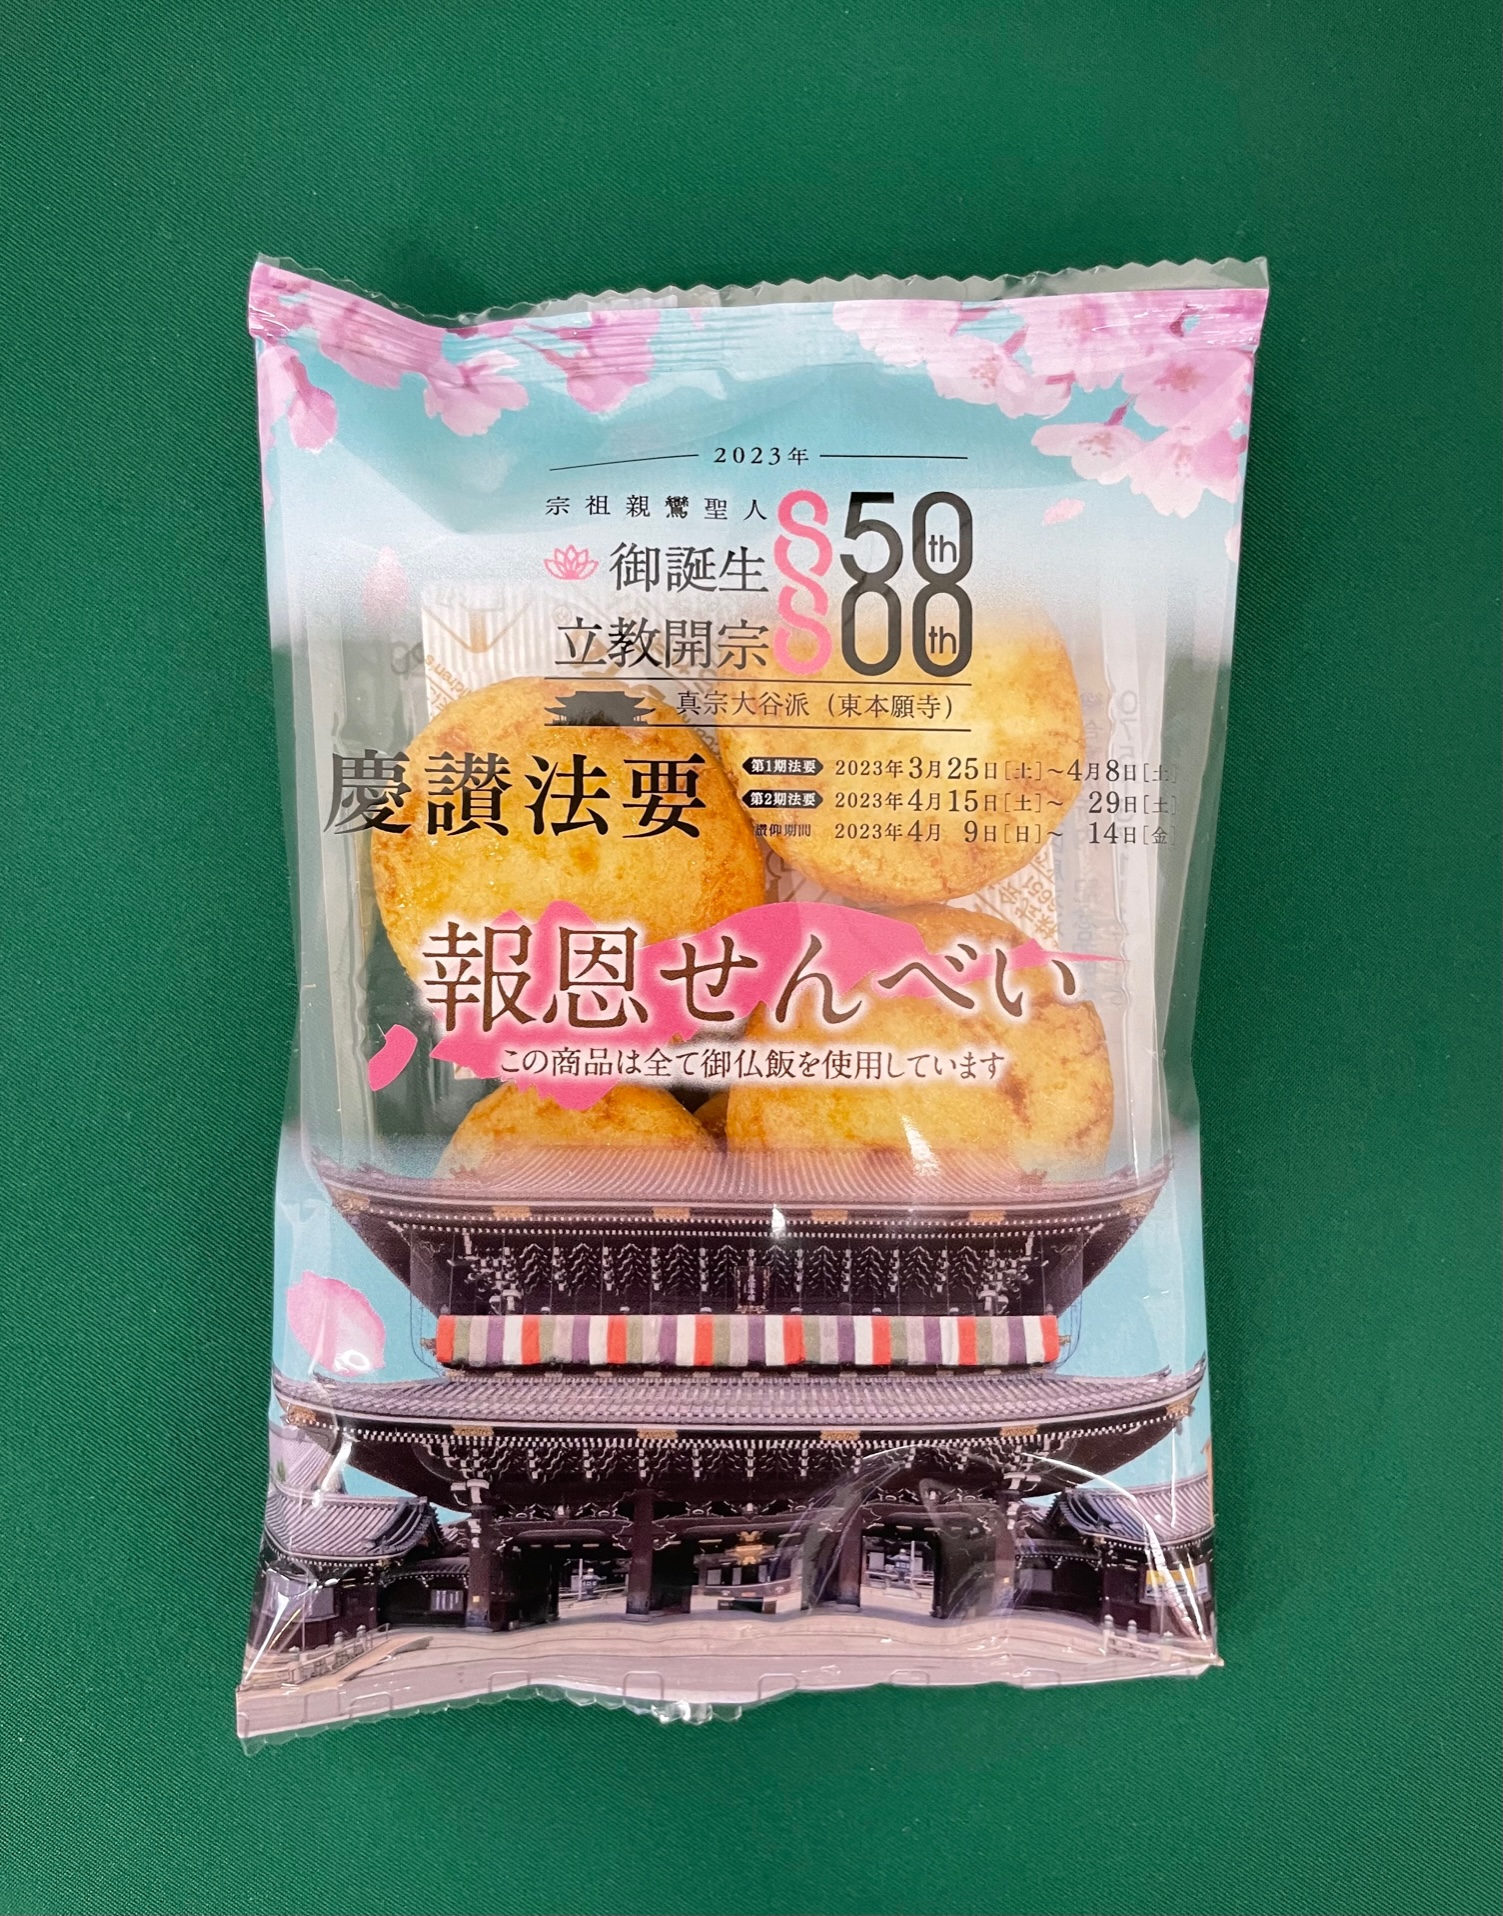 2023年
宗祖親鸞聖人
御誕生 850th
立教開宗 800th
真宗大谷派（東本願寺）
慶讃法要
第1期法要 2023年3月25日［土］～4月8日［土］
第2期法要 2023年4月15日［土］～ 29日［土］
讃仰期間 2023年4月 9日［日］～ 14日［金］
報恩せんべい
この商品は全て御仏飯を使用しています